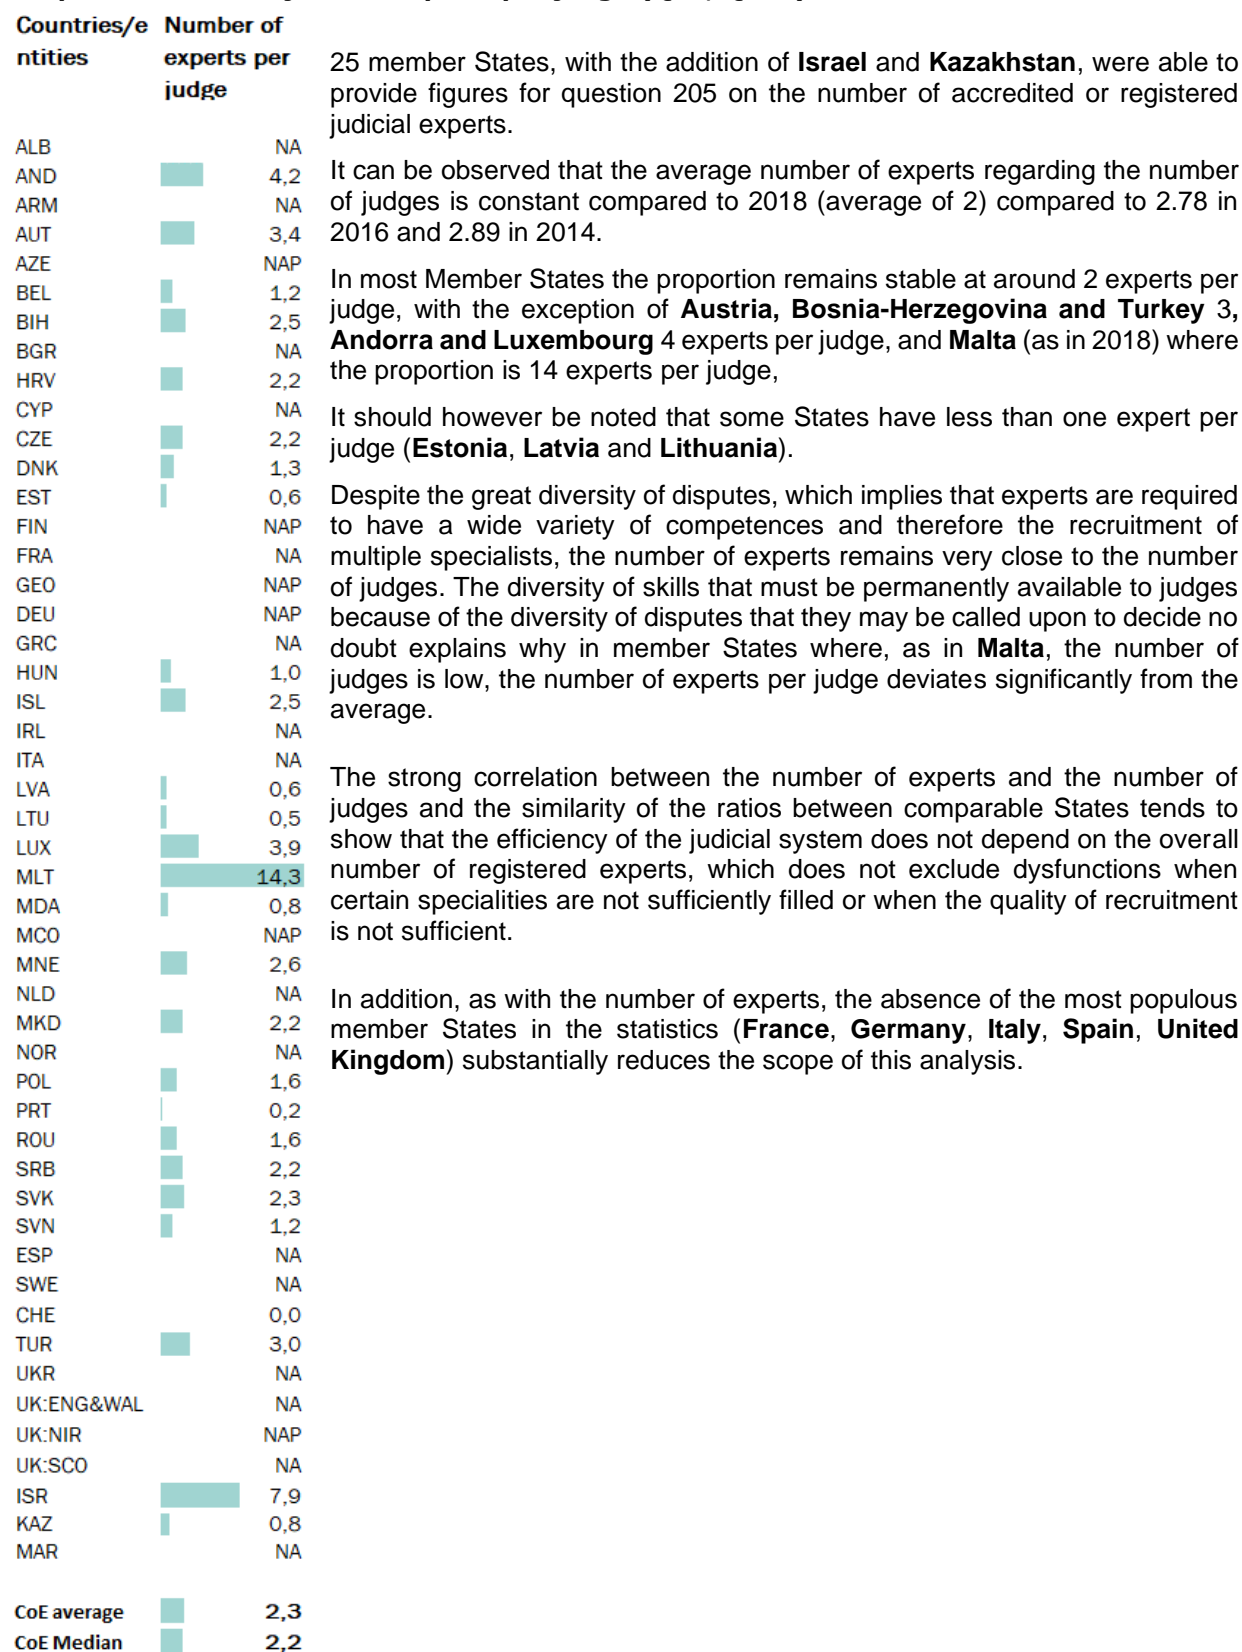 Countries/e Number of
ntities experts per
judge
ALB NA
AND 4,2
ARM NA
AUT 3,4
AZE NAP
BEL 1,2
BIH 2,5
BGR NA
HRV 2,2
CYP NA
CZE 2,2
DNK 1,3
EST 0,6
FIN NAP
FRA NA
GEO NAP
DEU NAP
GRC NA
HUN 1,0
ISL 2,5
IRL NA
ITA NA
LVA 0,6
LTU 0,5
LUX 3,9
MLT 14,3
MDA 0,8
MCO NAP
MNE 2,6
NLD NA
MKD 2,2
NOR NA
POL 1,6
PRT 0,2
ROU 1,6
SRB 2,2
SVK 2,3
SVN 1,2
ESP NA
SWE NA
CHE 0,0
TUR 3,0
UKR NA
UK:ENG&WAL NA
UK:NIR NAP
UK:SCO NA
ISR 7,9
KAZ 0,8
MAR NA
CoE average 2,3
CoE Median 2,2
25 member States, with the addition of Israel and Kazakhstan, were able to
provide figures for question 205 on the number of accredited or registered
judicial experts.
It can be observed that the average number of experts regarding the number
of judges is constant compared to 2018 (average of 2) compared to 2.78 in
2016 and 2.89 in 2014.
In most Member States the proportion remains stable at around 2 experts per
judge, with the exception of Austria, Bosnia-Herzegovina and Turkey 3,
Andorra and Luxembourg 4 experts per judge, and Malta (as in 2018) where
the proportion is 14 experts per judge,
It should however be noted that some States have less than one expert per
judge (Estonia, Latvia and Lithuania).
Despite the great diversity of disputes, which implies that experts are required
to have a wide variety of competences and therefore the recruitment of
multiple specialists, the number of experts remains very close to the number
of judges. The diversity of skills that must be permanently available to judges
because of the diversity of disputes that they may be called upon to decide no
doubt explains why in member States where, as in Malta, the number of
judges is low, the number of experts per judge deviates significantly from the
average.
The strong correlation between the number of experts and the number of
judges and the similarity of the ratios between comparable States tends to
show that the efficiency of the judicial system does not depend on the overall
number of registered experts, which does not exclude dysfunctions when
certain specialities are not sufficiently filled or when the quality of recruitment
is not sufficient.
In addition, as with the number of experts, the absence of the most populous
member States in the statistics (France, Germany, Italy, Spain, United
Kingdom) substantially reduces the scope of this analysis.